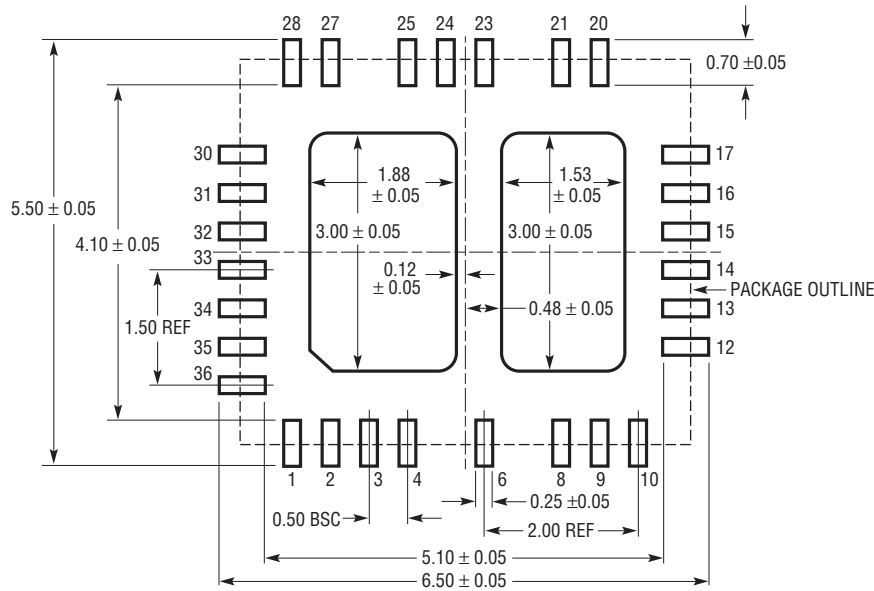 28 27 25 24 23 21 20
0.70 ±0.05
30
31
32
33
34
35
36
17
16
15
14
13
12
1.88
± 0.05
1.53
± 0.05
5.50 ± 0.05
4.10 ± 0.05
3.00 ± 0.05
3.00 ± 0.05
0.12
± 0.05
PACKAGE OUTLINE
0.48 ± 0.05
1.50 REF
1 2 3 4 6 8 9 10
0.25 ±0.05
0.50 BSC
2.00 REF
5.10 ± 0.05
6.50 ± 0.05